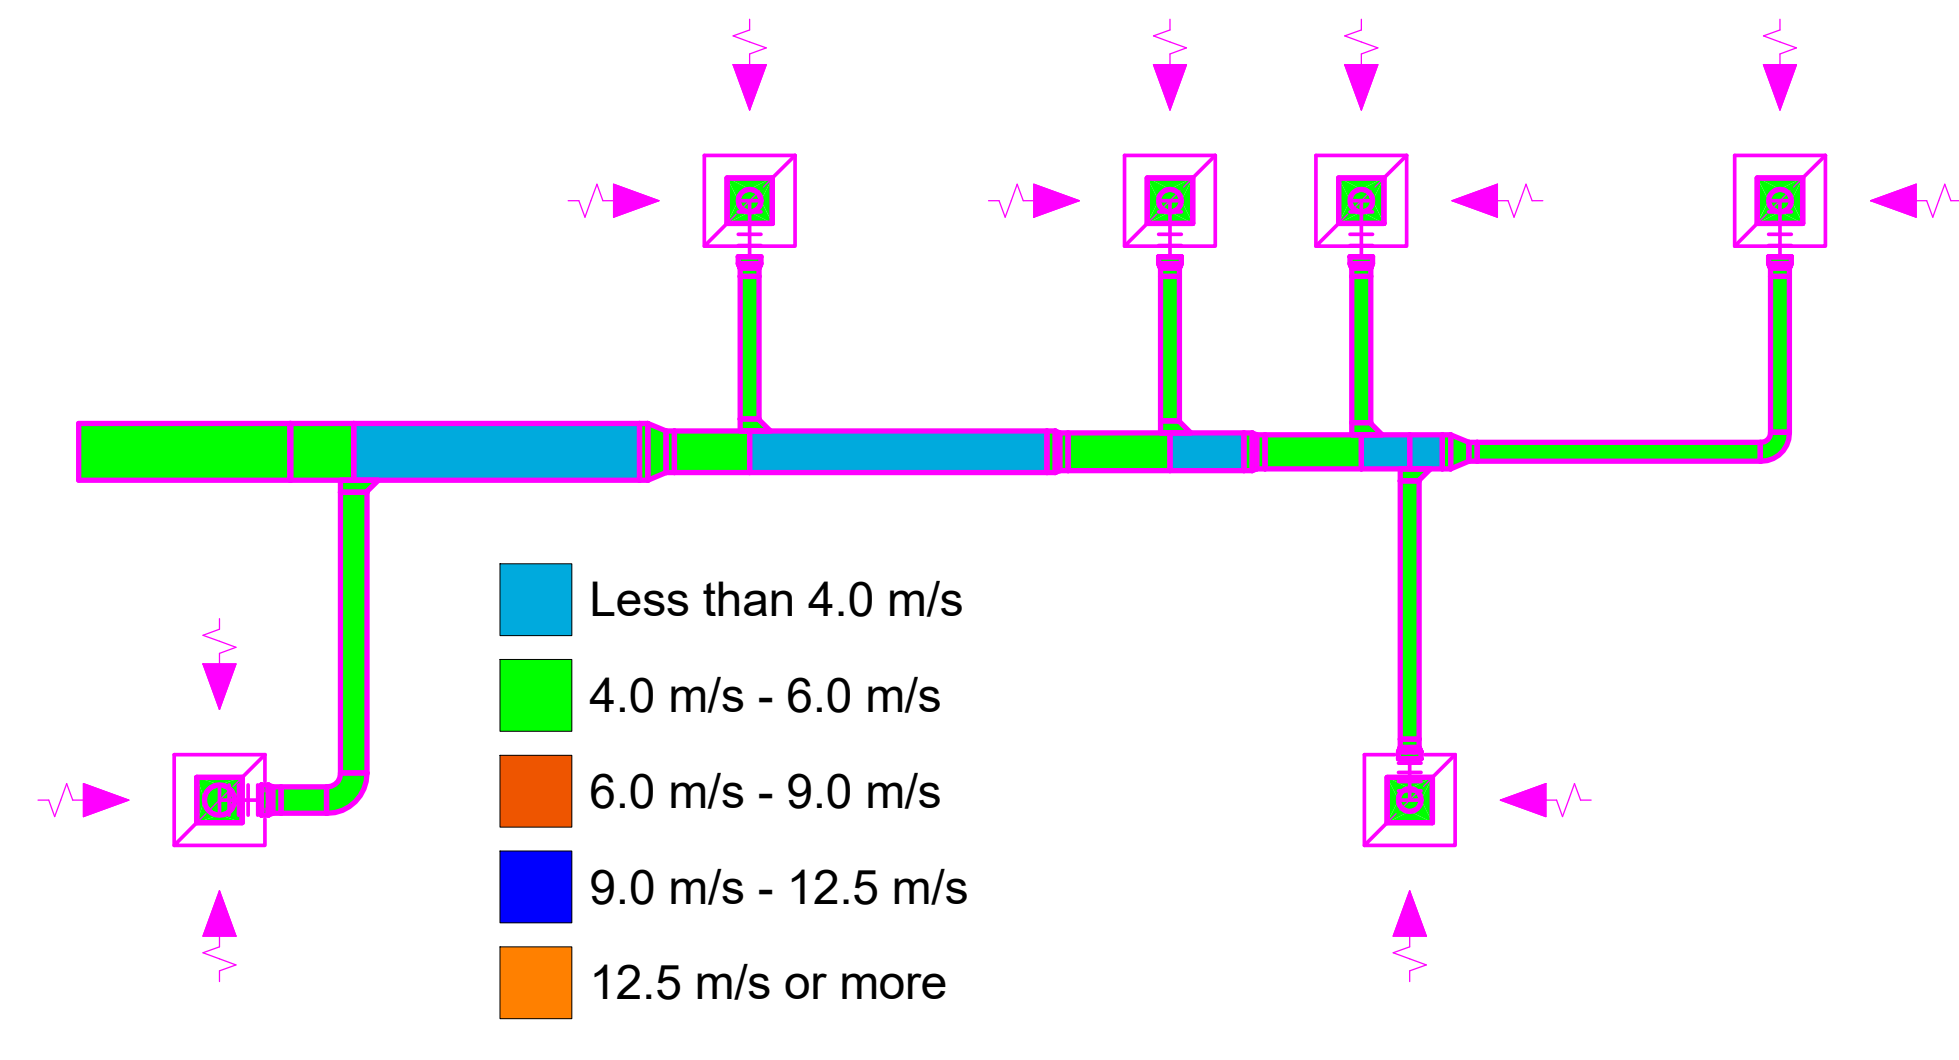 Less than 4.0 m/s
4.0 m/s - 6.0 m/s
6.0 m/s - 9.0 m/s
9.0 m/s - 12.5 m/s
12.5 m/s or more